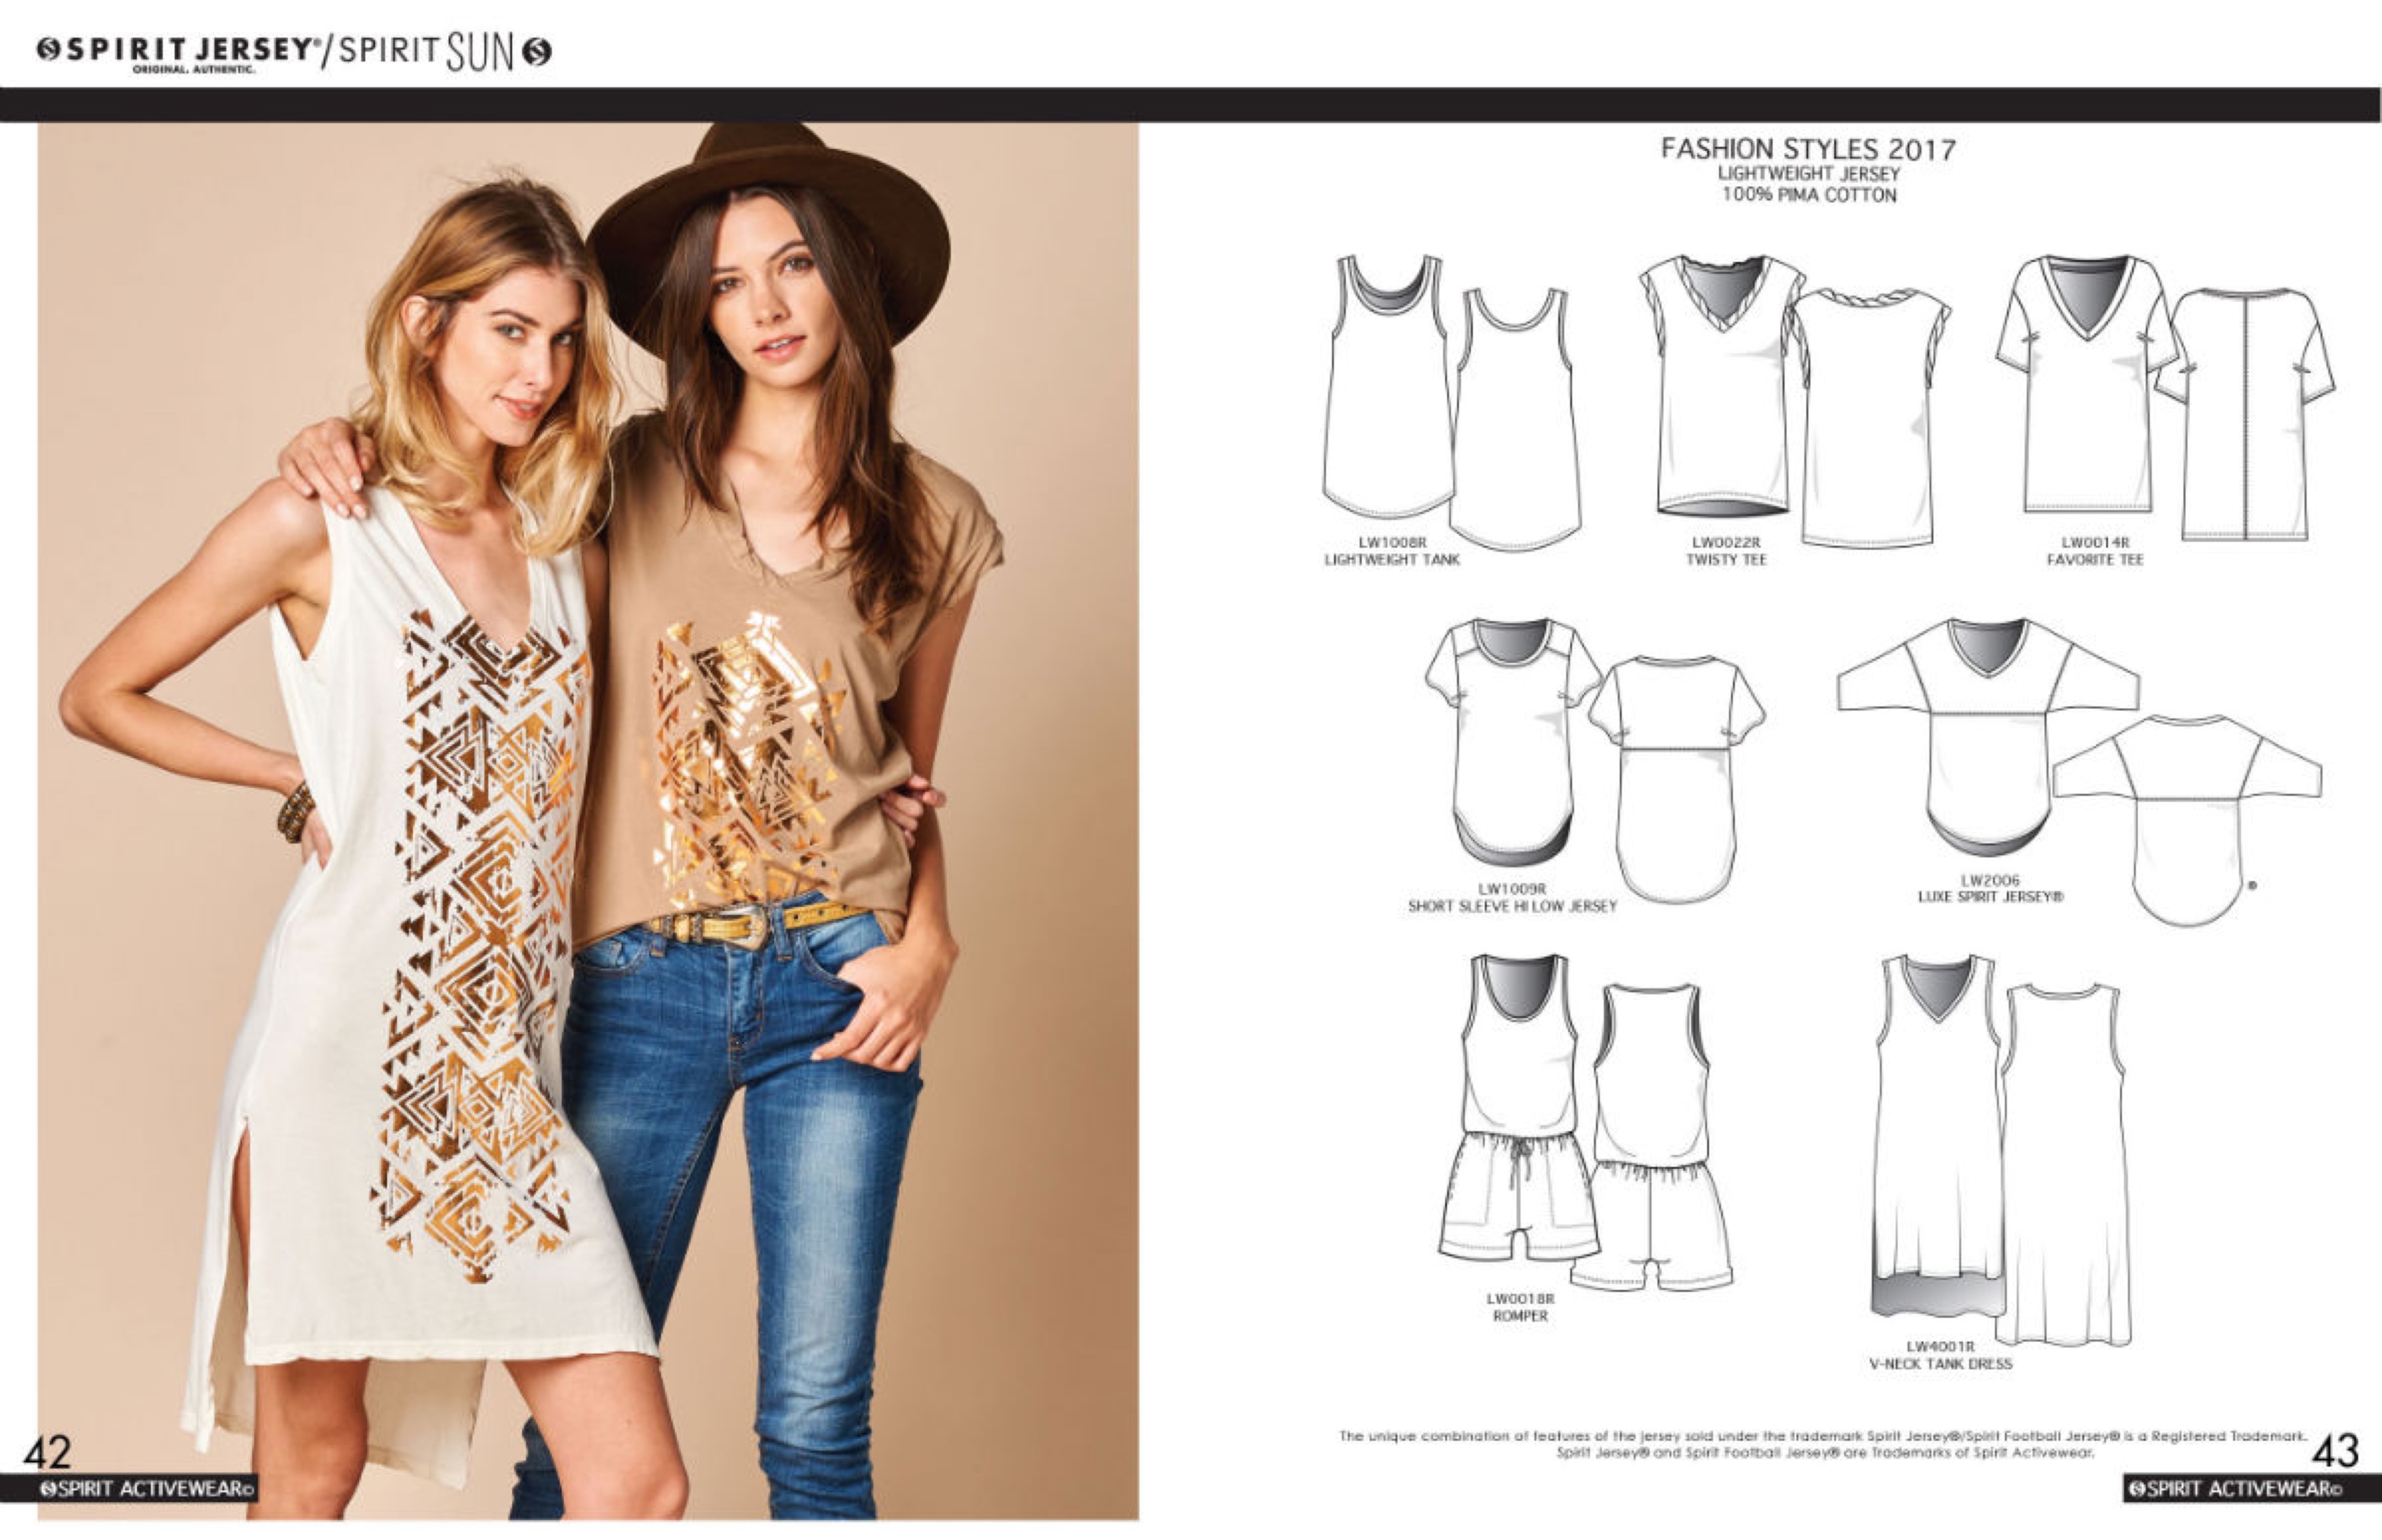 SPIRIT JERSEY®/SPIRIT SUN
ORIGINAL. AUTHENTIC.
FASHION STYLES 2017
LIGHTWEIGHT JERSEY
100% PIMA COTTON
LW1008R
LIGHTWEIGHT TANK
LW0022R
TWISTY TEE
LW0014R
FAVORITE TEE
LW1009R
SHORT SLEEVE HI LOW JERSEY
LW2006
LUXE SPIRIT JERSEY®
®
LW0018R
ROMPER
LW4001R
V-NECK TANK DRESS
The unique combination of features of the jersey sold under the trademark Spirit Jersey®/Spirit Football Jersey® is a Registered Trademark.
Spirit Jersey® and Spirit Football Jersey® are Trademarks of Spirit Activewear.
42
SPIRIT ACTIVEWEAR©
43
SPIRIT ACTIVEWEAR©